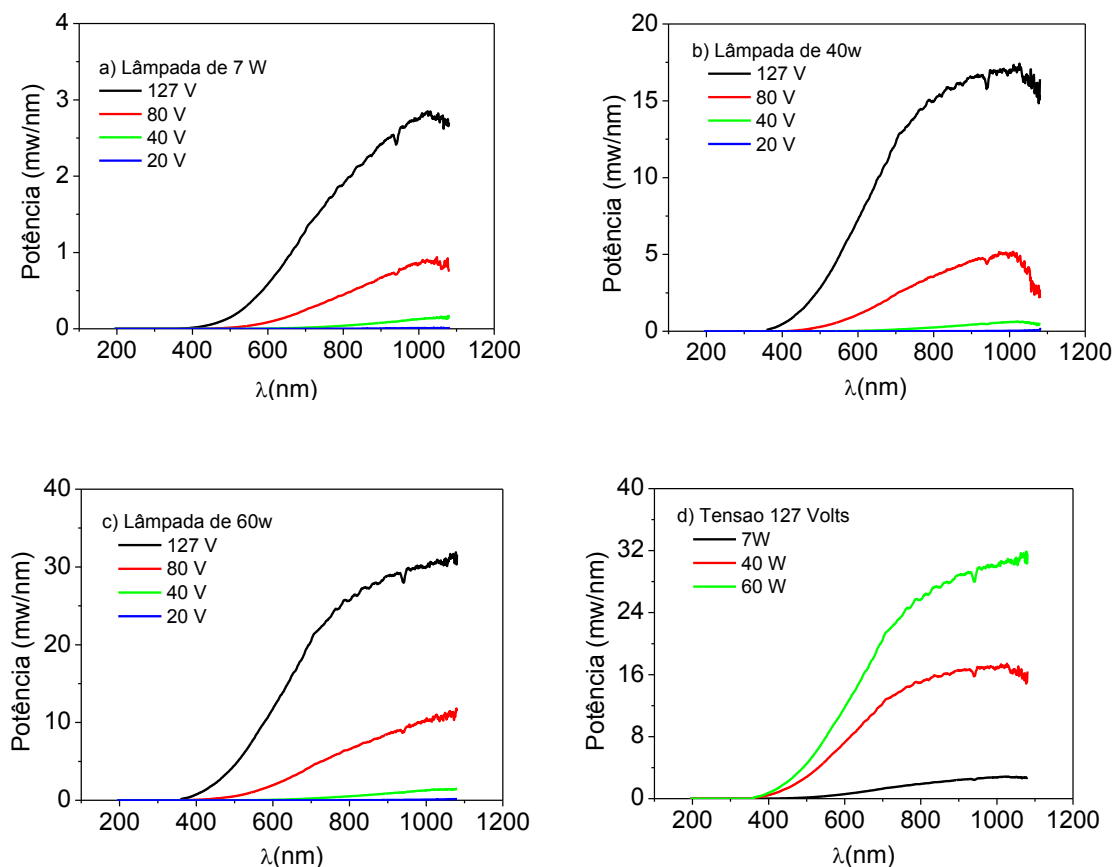 a) Lâmpada de 7 W
127 V
80 V
40 V
20 V
Potência (mw/nm)
4
3
2
1
0
200 400 600 800 1000 1200
λ(nm)
b) Lâmpada de 40w
127 V
80 V
40 V
20 V
Potência (mw/nm)
20
15
10
5
0
200 400 600 800 1000 1200
λ(nm)
c) Lâmpada de 60w
127 V
80 V
40 V
20 V
Potência (mw/nm)
40
30
20
10
0
200 400 600 800 1000 1200
λ(nm)
d) Tensao 127 Volts
7W
40 W
60 W
Potência (mw/nm)
40
32
24
16
8
0
200 400 600 800 1000 1200
λ(nm)